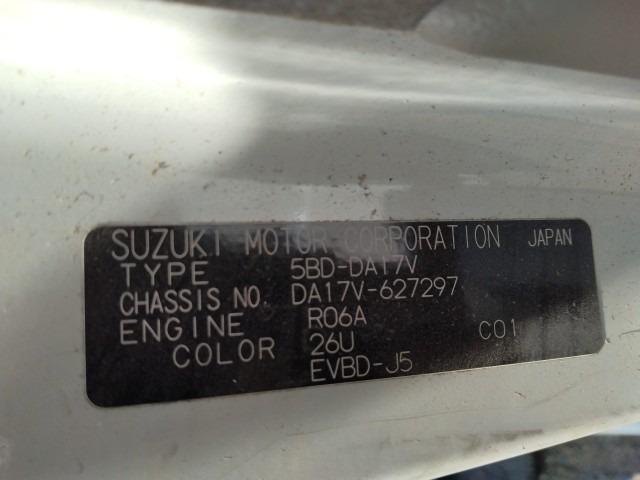 SUZUKI MOTOR CORPORATION JAPAN
TYPE 5BD-DA17V
CHASSIS NO. DA17V-627297
ENGINE R06A
COLOR 26U C01
EVBD-J5